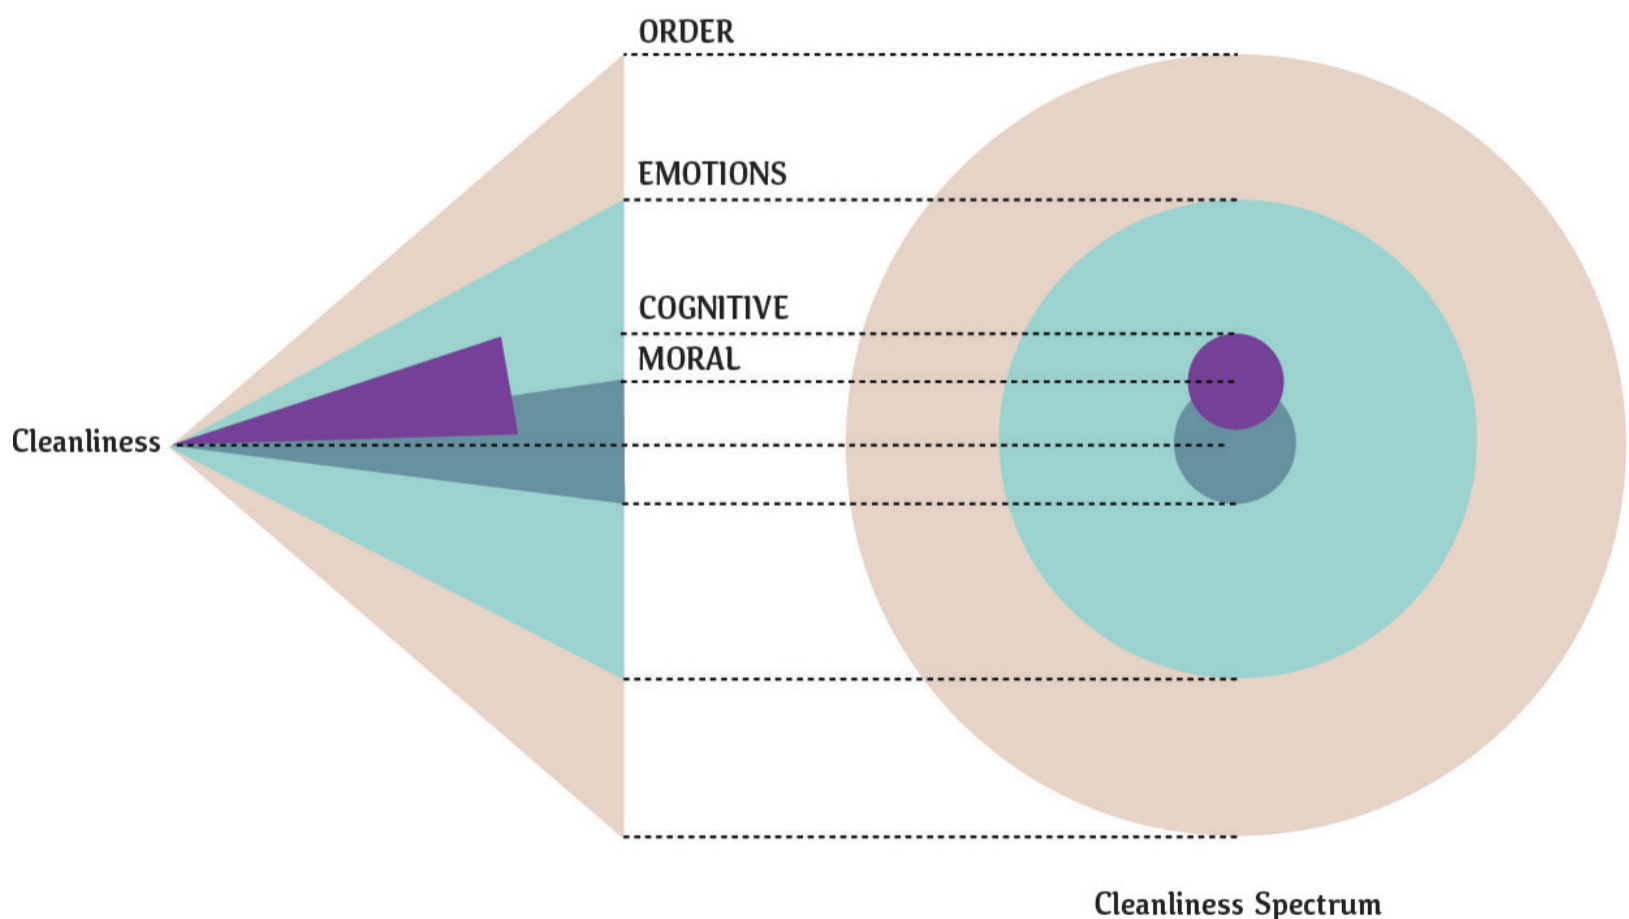 ORDER
EMOTIONS
COGNITIVE
MORAL
Cleanliness
Cleanliness Spectrum